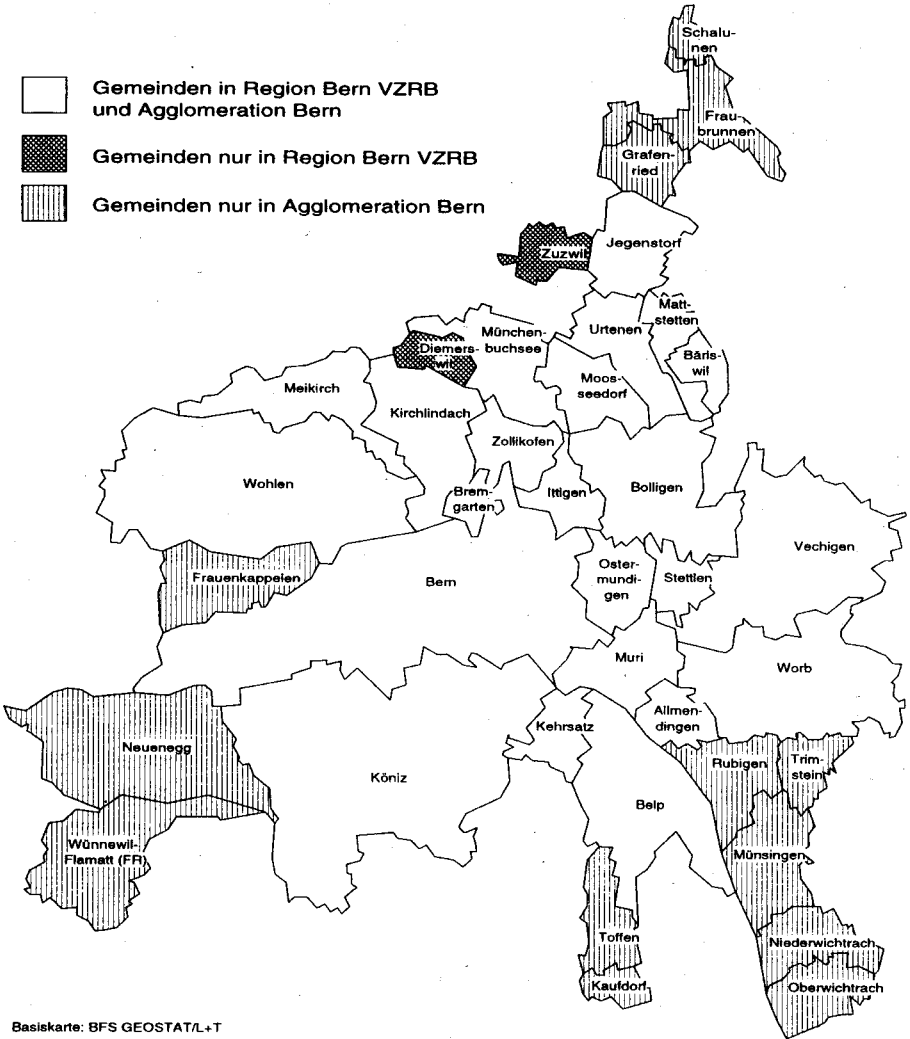 Gemeinden in Region Bern VZRB
und Agglomeration Bern
Gemeinden nur in Region Bern VZRB
Gemeinden nur in Agglomeration Bern
Schalu-
nen
Frau-
brunnen
Grafen-
ried
Zuzwil
Jegenstorf
Matt-
stetten
Urtenen
München-
buchsee
Diemers-
wil
Bäris-
wil
Moos-
seedorf
Meikirch
Kirchlindach
Zollikofen
Wohlen
Brem-
garten
Ittigen
Bolligen
Vechigen
Frauenkappelen
Bern
Oster-
mundi-
gen
Stettlen
Muri
Worb
Allmen-
dingen
Kehrsatz
Neuenegg
Köniz
Rubigen
Trim-
stein
Belp
Wünnewil-
Flamatt (FR)
Münsingen
Toffen
Niederwichtrach
Kaufdorf
Oberwichtrach
Basiskarte: BFS GEOSTAT/L+T